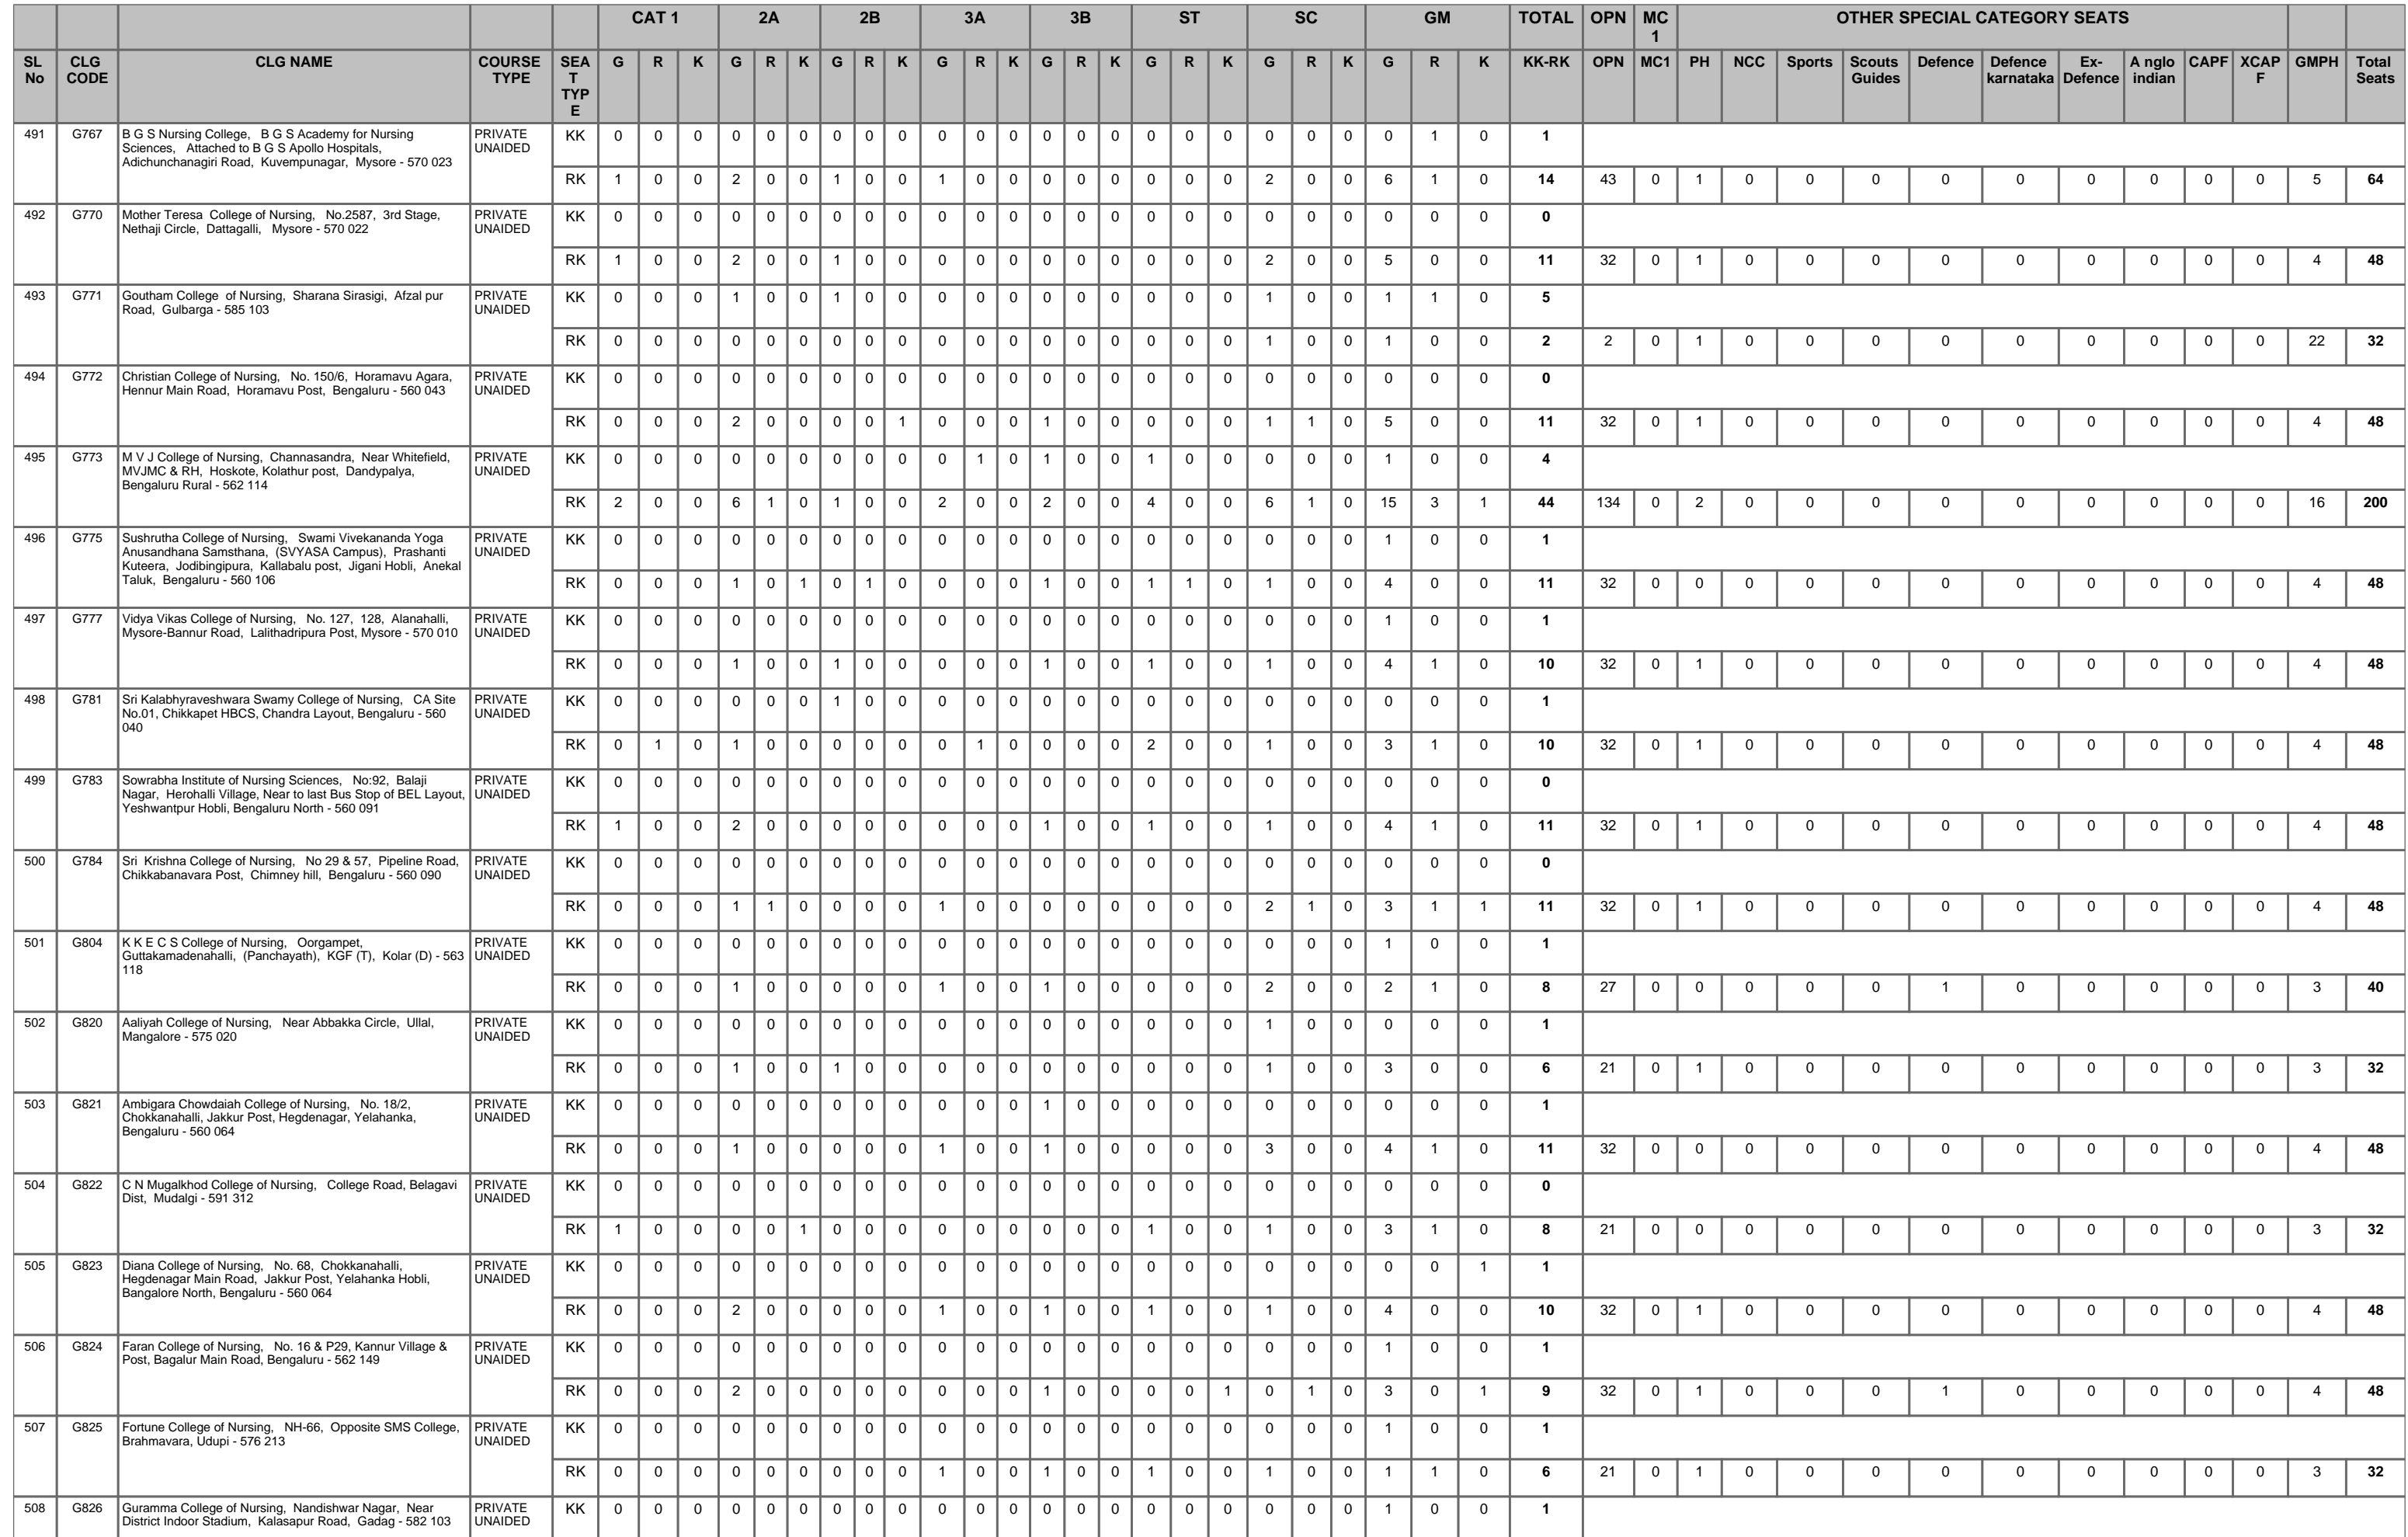 CAT 1 2A 2B 3A 3B ST SC GM TOTAL OPN MC 1 OTHER SPECIAL CATEGORY SEATS
SL No CLG CODE CLG NAME COURSE TYPE SEA T TYP E G R K G R K G R K G R K G R K G R K G R K G R K KK-RK OPN MC1 PH NCC Sports Scouts Guides Defence Defence karnataka Ex-Defence A nglo indian CAPF XCAP F GMPH Total Seats
491 G767 B G S Nursing College, B G S Academy for Nursing PRIVATE KK 0 0 0 0 0 0 0 0 0 0 0 0 0 0 0 0 0 0 0 0 0 0 1 0 1
Sciences, Attached to B G S Apollo Hospitals, UNAIDED
Adichunchanagiri Road, Kuvempunagar, Mysore - 570 023
RK 1 0 0 2 0 0 1 0 0 1 0 0 0 0 0 0 0 0 2 0 0 6 1 0 14 43 0 1 0 0 0 0 0 0 0 0 0 5 64
492 G770 Mother Teresa College of Nursing, No.2587, 3rd Stage, PRIVATE KK 0 0 0 0 0 0 0 0 0 0 0 0 0 0 0 0 0 0 0 0 0 0 0 0 0
Nethaji Circle, Dattagalli, Mysore - 570 022 UNAIDED
RK 1 0 0 2 0 0 1 0 0 0 0 0 0 0 0 0 0 0 2 0 0 5 0 0 11 32 0 1 0 0 0 0 0 0 0 0 0 4 48
493 G771 Goutham College of Nursing, Sharana Sirasigi, Afzal pur PRIVATE KK 0 0 0 1 0 0 1 0 0 0 0 0 0 0 0 0 0 0 1 0 0 1 1 0 5
Road, Gulbarga - 585 103 UNAIDED
RK 0 0 0 0 0 0 0 0 0 0 0 0 0 0 0 0 0 0 1 0 0 1 0 0 2 2 0 1 0 0 0 0 0 0 0 0 0 22 32
494 G772 Christian College of Nursing, No. 150/6, Horamavu Agara, PRIVATE KK 0 0 0 0 0 0 0 0 0 0 0 0 0 0 0 0 0 0 0 0 0 0 0 0 0
Hennur Main Road, Horamavu Post, Bengaluru - 560 043 UNAIDED
RK 0 0 0 2 0 0 0 0 1 0 0 0 1 0 0 0 0 0 1 1 0 5 0 0 11 32 0 1 0 0 0 0 0 0 0 0 0 4 48
495 G773 M V J College of Nursing, Channasandra, Near Whitefield, PRIVATE KK 0 0 0 0 0 0 0 0 0 0 1 0 1 0 0 1 0 0 0 0 0 1 0 0 4
MVJMC & RH, Hoskote, Kolathur post, Dandypalya, UNAIDED
Bengaluru Rural - 562 114
RK 2 0 0 6 1 0 1 0 0 2 0 0 2 0 0 4 0 0 6 1 0 15 3 1 44 134 0 2 0 0 0 0 0 0 0 0 0 16 200
496 G775 Sushrutha College of Nursing, Swami Vivekananda Yoga PRIVATE KK 0 0 0 0 0 0 0 0 0 0 0 0 0 0 0 0 0 0 0 0 0 1 0 0 1
Anusandhana Samsthana, (SVYASA Campus), Prashanti UNAIDED
Kuteera, Jodibingipura, Kallabalu post, Jigani Hobli, Anekal
Taluk, Bengaluru - 560 106
RK 0 0 0 1 0 1 0 1 0 0 0 0 1 0 0 1 1 0 1 0 0 4 0 0 11 32 0 0 0 0 0 0 0 0 0 0 0 4 48
497 G777 Vidya Vikas College of Nursing, No. 127, 128, Alanahalli, PRIVATE KK 0 0 0 0 0 0 0 0 0 0 0 0 0 0 0 0 0 0 0 0 0 1 0 0 1
Mysore-Bannur Road, Lalithadripura Post, Mysore - 570 010 UNAIDED
RK 0 0 0 1 0 0 1 0 0 0 0 0 1 0 0 1 0 0 1 0 0 4 1 0 10 32 0 1 0 0 0 0 0 0 0 0 0 4 48
498 G781 Sri Kalabhyraveshwara Swamy College of Nursing, CA Site PRIVATE KK 0 0 0 0 0 0 1 0 0 0 0 0 0 0 0 0 0 0 0 0 0 0 0 0 1
No.01, Chikkapet HBCS, Chandra Layout, Bengaluru - 560 UNAIDED
040
RK 0 1 0 1 0 0 0 0 0 0 1 0 0 0 0 2 0 0 1 0 0 3 1 0 10 32 0 1 0 0 0 0 0 0 0 0 0 4 48
499 G783 Sowrabha Institute of Nursing Sciences, No:92, Balaji PRIVATE KK 0 0 0 0 0 0 0 0 0 0 0 0 0 0 0 0 0 0 0 0 0 0 0 0 0
Nagar, Herohalli Village, Near to last Bus Stop of BEL Layout, UNAIDED
Yeshwantpur Hobli, Bengaluru North - 560 091
RK 1 0 0 2 0 0 0 0 0 0 0 0 1 0 0 1 0 0 1 0 0 4 1 0 11 32 0 1 0 0 0 0 0 0 0 0 0 4 48
500 G784 Sri Krishna College of Nursing, No 29 & 57, Pipeline Road, PRIVATE KK 0 0 0 0 0 0 0 0 0 0 0 0 0 0 0 0 0 0 0 0 0 0 0 0 0
Chikkabanavara Post, Chimney hill, Bengaluru - 560 090 UNAIDED
RK 0 0 0 1 1 0 0 0 0 1 0 0 0 0 0 0 0 0 2 1 0 3 1 1 11 32 0 1 0 0 0 0 0 0 0 0 0 4 48
501 G804 K K E C S College of Nursing, Oorgampet, PRIVATE KK 0 0 0 0 0 0 0 0 0 0 0 0 0 0 0 0 0 0 0 0 0 1 0 0 1
Guttakamadenahalli, (Panchayath), KGF (T), Kolar (D) - 563 UNAIDED
118
RK 0 0 0 1 0 0 0 0 0 1 0 0 1 0 0 0 0 0 2 0 0 2 1 0 8 27 0 0 0 0 0 1 0 0 0 0 0 3 40
502 G820 Aaliyah College of Nursing, Near Abbakka Circle, Ullal, PRIVATE KK 0 0 0 0 0 0 0 0 0 0 0 0 0 0 0 0 0 0 1 0 0 0 0 0 1
Mangalore - 575 020 UNAIDED
RK 0 0 0 1 0 0 1 0 0 0 0 0 0 0 0 0 0 0 1 0 0 3 0 0 6 21 0 1 0 0 0 0 0 0 0 0 0 3 32
503 G821 Ambigara Chowdaiah College of Nursing, No. 18/2, PRIVATE KK 0 0 0 0 0 0 0 0 0 0 0 0 1 0 0 0 0 0 0 0 0 0 0 0 1
Chokkanahalli, Jakkur Post, Hegdenagar, Yelahanka, UNAIDED
Bengaluru - 560 064
RK 0 0 0 1 0 0 0 0 0 1 0 0 1 0 0 0 0 0 3 0 0 4 1 0 11 32 0 0 0 0 0 0 0 0 0 0 0 4 48
504 G822 C N Mugalkhod College of Nursing, College Road, Belagavi PRIVATE KK 0 0 0 0 0 0 0 0 0 0 0 0 0 0 0 0 0 0 0 0 0 0 0 0 0
Dist, Mudalgi - 591 312 UNAIDED
RK 1 0 0 0 0 1 0 0 0 0 0 0 0 0 0 1 0 0 1 0 0 3 1 0 8 21 0 0 0 0 0 0 0 0 0 0 0 3 32
505 G823 Diana College of Nursing, No. 68, Chokkanahalli, PRIVATE KK 0 0 0 0 0 0 0 0 0 0 0 0 0 0 0 0 0 0 0 0 0 0 0 1 1
Hegdenagar Main Road, Jakkur Post, Yelahanka Hobli, UNAIDED
Bangalore North, Bengaluru - 560 064
RK 0 0 0 2 0 0 0 0 0 1 0 0 1 0 0 1 0 0 1 0 0 4 0 0 10 32 0 1 0 0 0 0 0 0 0 0 0 4 48
506 G824 Faran College of Nursing, No. 16 & P29, Kannur Village & PRIVATE KK 0 0 0 0 0 0 0 0 0 0 0 0 0 0 0 0 0 0 0 0 0 1 0 0 1
Post, Bagalur Main Road, Bengaluru - 562 149 UNAIDED
RK 0 0 0 2 0 0 0 0 0 0 0 0 1 0 0 0 0 1 0 1 0 3 0 1 9 32 0 1 0 0 0 1 0 0 0 0 0 4 48
507 G825 Fortune College of Nursing, NH-66, Opposite SMS College, PRIVATE KK 0 0 0 0 0 0 0 0 0 0 0 0 0 0 0 0 0 0 0 0 0 1 0 0 1
Brahmavara, Udupi - 576 213 UNAIDED
RK 0 0 0 0 0 0 0 0 0 1 0 0 1 0 0 1 0 0 1 0 0 1 1 0 6 21 0 1 0 0 0 0 0 0 0 0 0 3 32
508 G826 Guramma College of Nursing, Nandishwar Nagar, Near PRIVATE KK 0 0 0 0 0 0 0 0 0 0 0 0 0 0 0 0 0 0 0 0 0 1 0 0 1
District Indoor Stadium, Kalasapur Road, Gadag - 582 103 UNAIDED